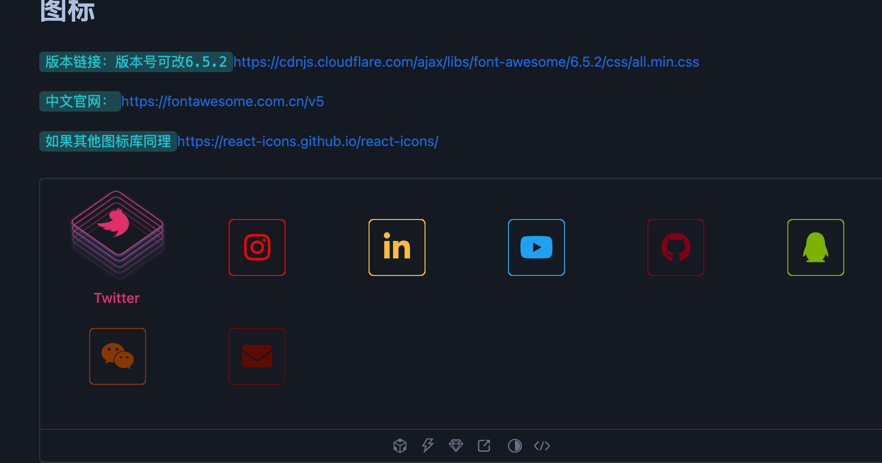 图标
版本链接：版本号可改6.5.2 https://cdnjs.cloudflare.com/ajax/libs/font-awesome/6.5.2/css/all.min.css
中文官网： https://fontawesome.com.cn/v5
如果其他图标库同理 https://react-icons.github.io/react-icons/
in
Twitter